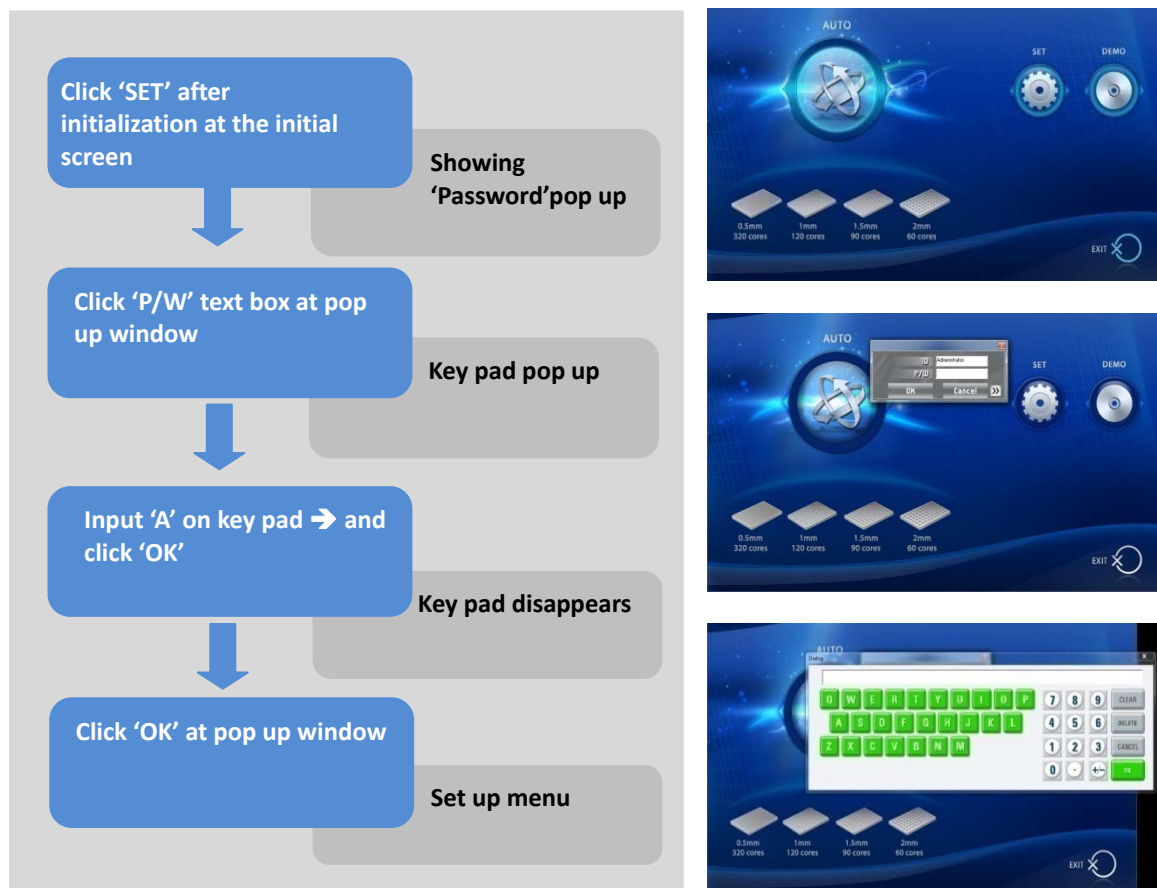 Click ‘SET’ after
initialization at the initial
screen
Showing
‘Password’pop up
Click ‘P/W’ text box at pop
up window
Key pad pop up
Input ‘A’ on key pad ➔ and
click ‘OK’
Key pad disappears
Click ‘OK’ at pop up window
Set up menu
AUTO
SET
DEMO
0.5mm
320 cores
1mm
120 cores
1.5mm
90 cores
2mm
60 cores
EXIT
AUTO
ID
Administrator
P/W
OK
Cancel
SET
DEMO
0.5mm
320 cores
1mm
120 cores
1.5mm
90 cores
2mm
60 cores
EXIT
AUTO
Dialog
Q W E R T Y U I O P
7 8 9 CLEAR
A S D F G H J K L
4 5 6 DELETE
Z X C V B N M
1 2 3 CANCEL
0 . +/- OK
0.5mm
320 cores
1mm
120 cores
1.5mm
90 cores
2mm
60 cores
EXIT